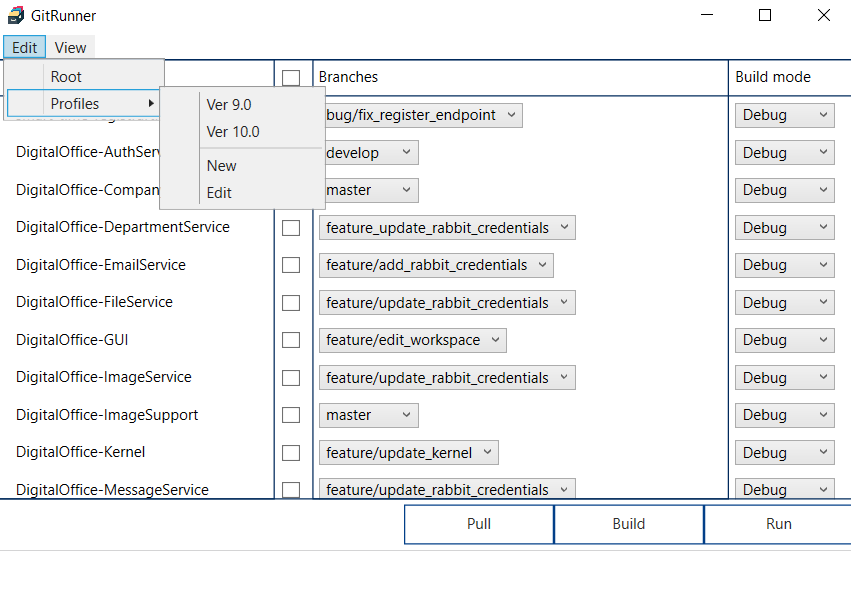 GitRunner
Edit View
Root
Branches Build mode
Profiles
Ver 9.0
Ver 10.0
New
Edit
bug/fix_register_endpoint Debug
DigitalOffice-AuthServ develop Debug
DigitalOffice-Compan master Debug
DigitalOffice-DepartmentService feature_update_rabbit_credentials Debug
DigitalOffice-EmailService feature/add_rabbit_credentials Debug
DigitalOffice-FileService feature/update_rabbit_credentials Debug
DigitalOffice-GUI feature/edit_workspace Debug
DigitalOffice-ImageService feature/update_rabbit_credentials Debug
DigitalOffice-ImageSupport master Debug
DigitalOffice-Kernel feature/update_kernel Debug
DigitalOffice-MessageService feature/update_rabbit_credentials Debug
Pull Build Run